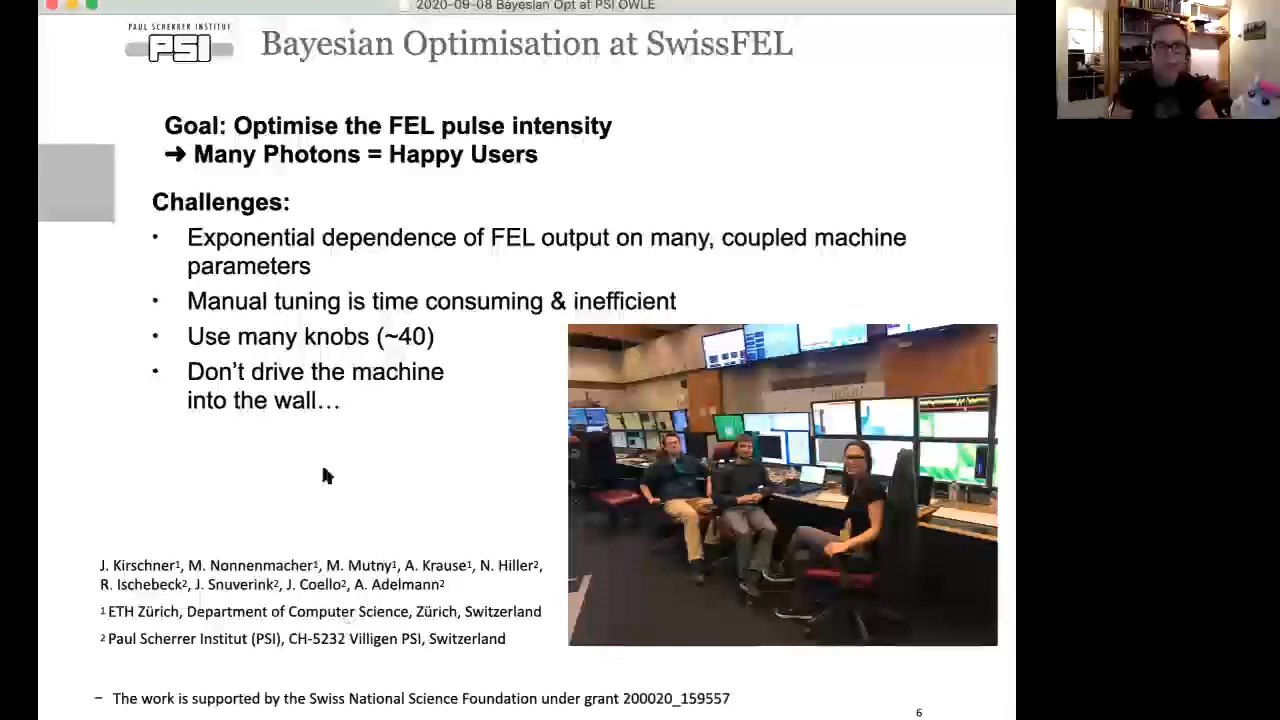 2020-09-08 Bayesian Opt at PSI OWLE
PAUL SCHERRER INSTITUT
PSI
Bayesian Optimisation at SwissFEL
Goal: Optimise the FEL pulse intensity
➔ Many Photons = Happy Users
Challenges:
• Exponential dependence of FEL output on many, coupled machine
parameters
• Manual tuning is time consuming & inefficient
• Use many knobs (~40)
• Don’t drive the machine
into the wall…
J. Kirschner¹, M. Nonnenmacher¹, M. Mutny¹, A. Krause¹, N. Hiller²,
R. Ischebeck², J. Snuverink², J. Coello², A. Adelmann²
¹ ETH Zürich, Department of Computer Science, Zürich, Switzerland
² Paul Scherrer Institut (PSI), CH-5232 Villigen PSI, Switzerland
– The work is supported by the Swiss National Science Foundation under grant 200020_159557
6